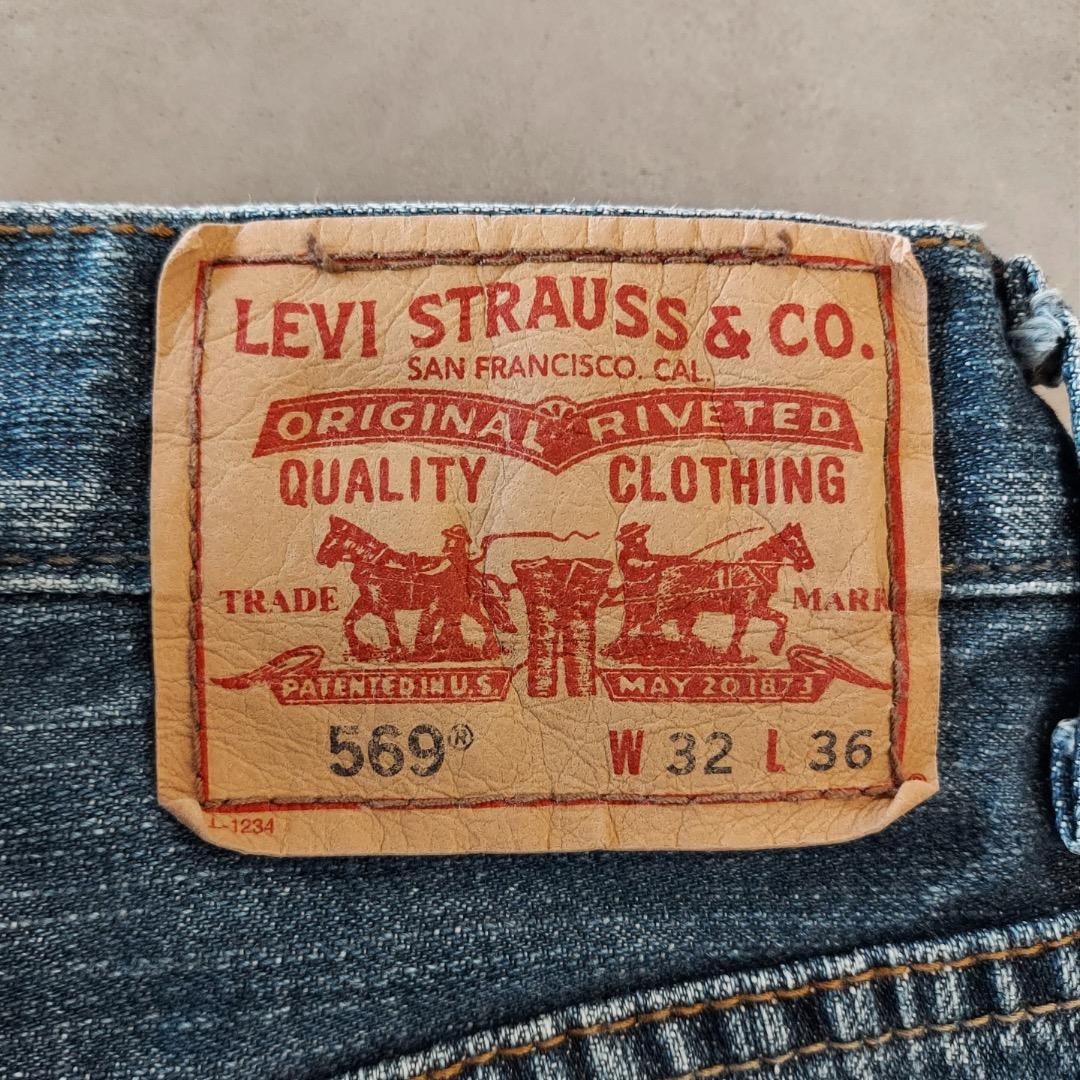 LEVI STRAUSS & CO.
SAN FRANCISCO, CAL.
ORIGINAL RIVETED
QUALITY CLOTHING
TRADE MARK
PATENTED IN U.S. MAY 20 1873
569® W 32 L 36
L-1234